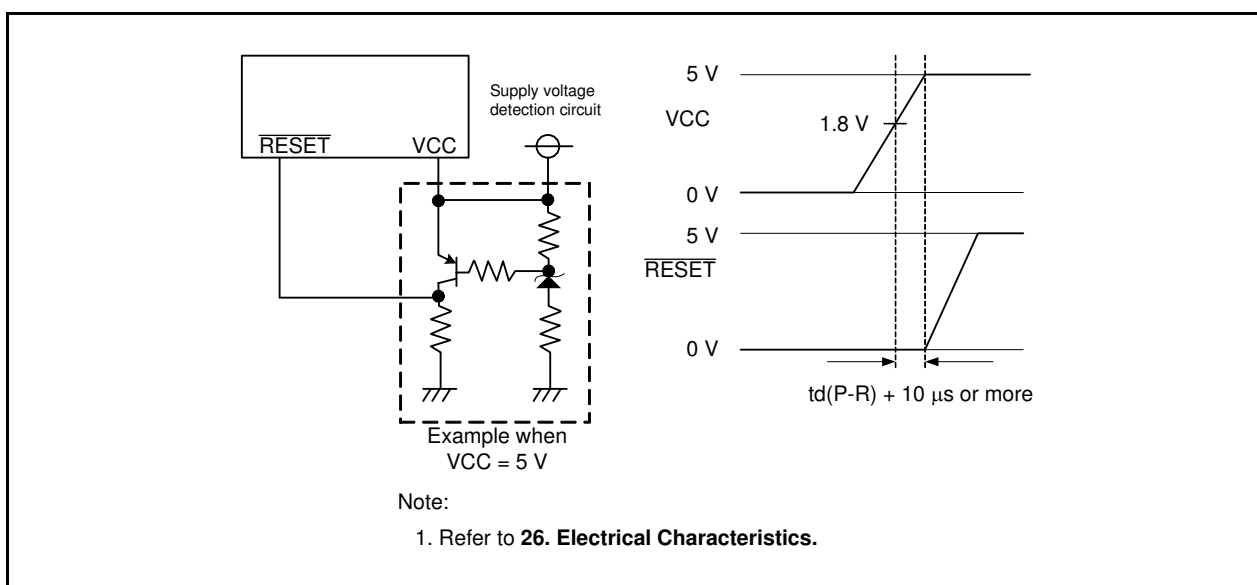 Supply voltage
detection circuit
RESET VCC
Example when
VCC = 5 V
5 V
VCC
1.8 V
0 V
5 V
RESET
0 V
td(P-R) + 10 μs or more
Note:
1. Refer to 26. Electrical Characteristics.